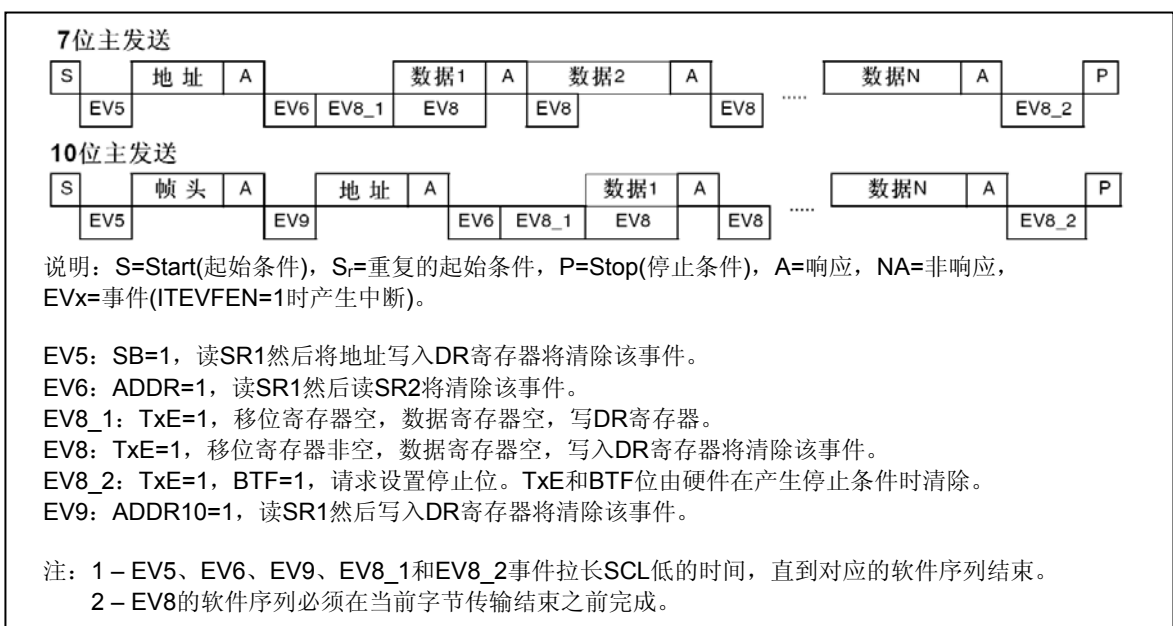 7位主发送
S 地 址 A 数据1 A 数据2 A 数据N A P
EV5 EV6 EV8_1 EV8 EV8 EV8 ..... EV8_2
10位主发送
S 帧 头 A 地 址 A 数据1 A 数据N A P
EV5 EV9 EV6 EV8_1 EV8 EV8 ..... EV8_2
说明：S=Start(起始条件)，Sr=重复的起始条件，P=Stop(停止条件)，A=响应，NA=非响应，
EVx=事件(ITEVFEN=1时产生中断)。
EV5：SB=1，读SR1然后将地址写入DR寄存器将清除该事件。
EV6：ADDR=1，读SR1然后读SR2将清除该事件。
EV8_1：TxE=1，移位寄存器空，数据寄存器空，写DR寄存器。
EV8：TxE=1，移位寄存器非空，数据寄存器空，写入DR寄存器将清除该事件。
EV8_2：TxE=1，BTF=1，请求设置停止位。TxE和BTF位由硬件在产生停止条件时清除。
EV9：ADDR10=1，读SR1然后写入DR寄存器将清除该事件。
注：1 – EV5、EV6、EV9、EV8_1和EV8_2事件拉长SCL低的时间，直到对应的软件序列结束。
2 – EV8的软件序列必须在当前字节传输结束之前完成。